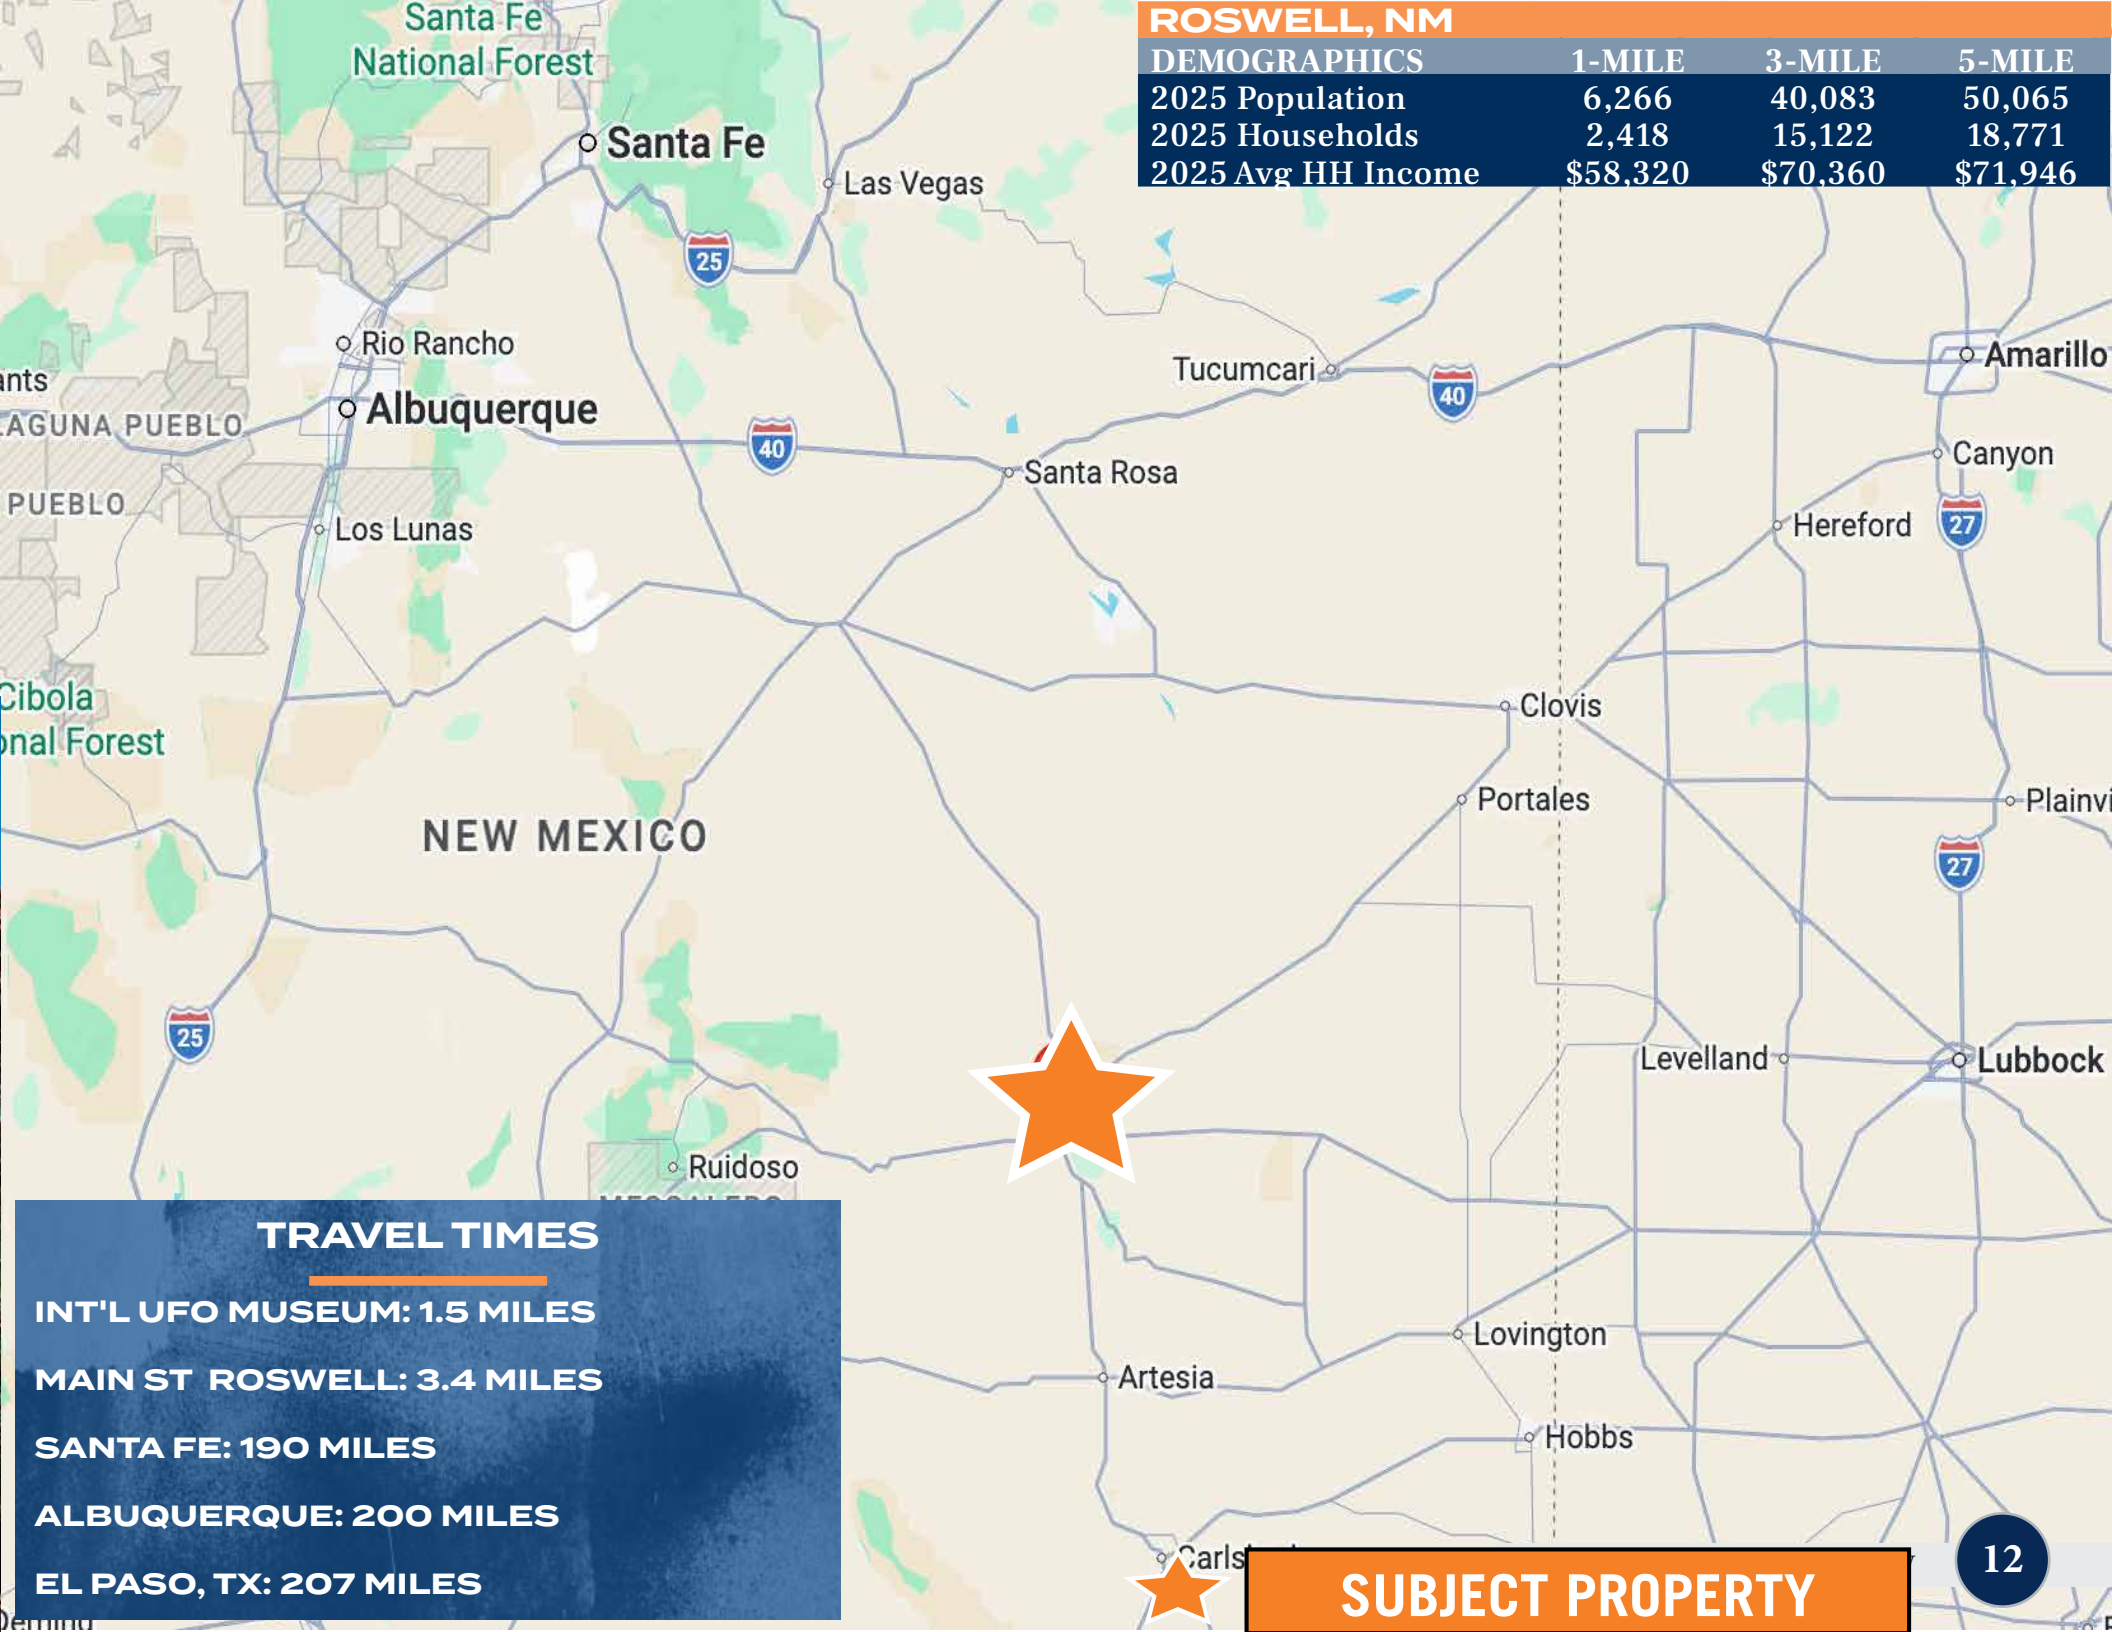 ROSWELL, NM
DEMOGRAPHICS 1-MILE 3-MILE 5-MILE
2025 Population 6,266 40,083 50,065
2025 Households 2,418 15,122 18,771
2025 Avg HH Income $58,320 $70,360 $71,946
Santa Fe
National Forest
Santa Fe
Las Vegas
25
Rio Rancho
Tucumcari
Amarillo
ants
40
Albuquerque
LAGUNA PUEBLO
40
Canyon
Santa Rosa
PUEBLO
Los Lunas
Hereford
27
Cibola
onal Forest
Clovis
Portales
Plainvi
NEW MEXICO
27
25
Levelland
Lubbock
Ruidoso
TRAVEL TIMES
INT'L UFO MUSEUM: 1.5 MILES
MAIN ST ROSWELL: 3.4 MILES
SANTA FE: 190 MILES
ALBUQUERQUE: 200 MILES
EL PASO, TX: 207 MILES
Lovington
Artesia
Hobbs
Carls
SUBJECT PROPERTY
12
Deming